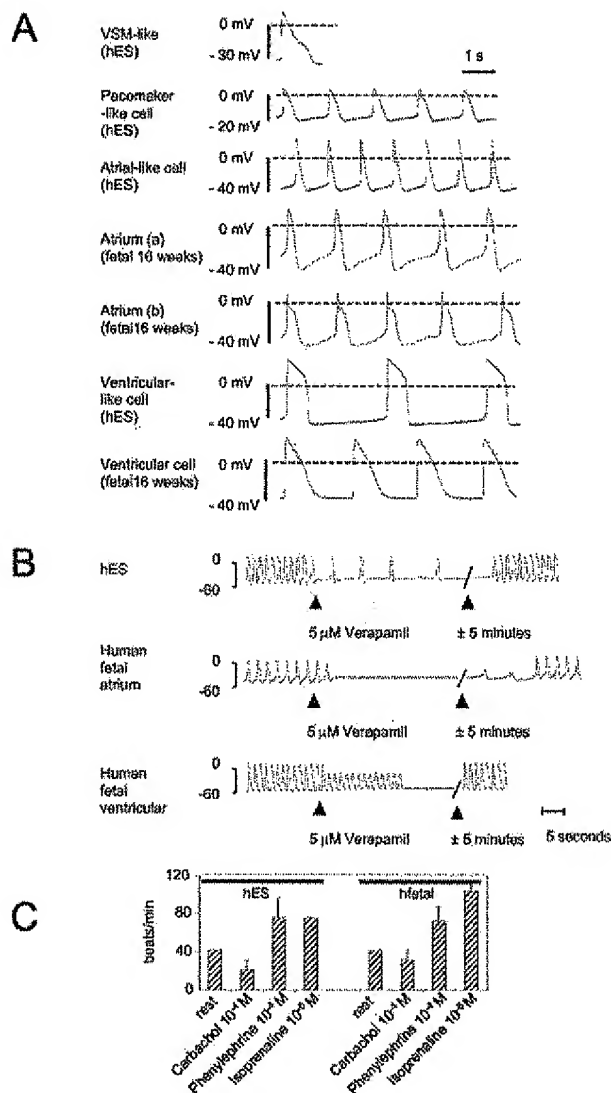 A
VSM-like
(hES)
0 mV
- 30 mV
1 s
Pacemaker
-like cell
(hES)
0 mV
- 20 mV
Atrial-like cell
(hES)
0 mV
- 40 mV
Atrium (a)
(fetal 16 weeks)
0 mV
- 40 mV
Atrium (b)
(fetal16 weeks)
0 mV
- 40 mV
Ventricular-
like cell
(hES)
0 mV
- 40 mV
Ventricular cell
(fetal16 weeks)
0 mV
- 40 mV
B
hES
0
-60
5 µM Verapamil
± 5 minutes
Human
fetal
atrium
0
-60
5 µM Verapamil
± 5 minutes
Human
fetal
ventricular
0
-60
5 µM Verapamil
± 5 minutes
5 seconds
C
beats/min
120
80
40
0
hES
hfetal
rest
Carbachol 10⁻⁴ M
Phenylephrine 10⁻⁴ M
Isoprenaline 10⁻⁵ M
rest
Carbachol 10⁻⁴ M
Phenylephrine 10⁻⁴ M
Isoprenaline 10⁻⁵ M